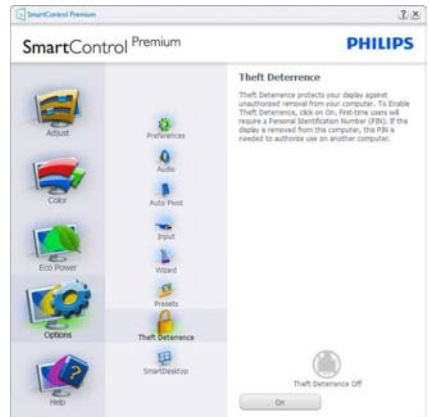 SmartControl Premium
SmartControl Premium
PHILIPS
Adjust
Color
Eco Power
Options
Help
Preferences
Audio
Auto Pivot
Input
Wizard
Presets
Theft Deterrence
SmartDesktop
Theft Deterrence
Theft Deterrence protects your display against
unauthorized removal from your computer. To Enable
Theft Deterrence, click on On. First-time users will
require a Personal Identification Number (PIN). If the
display is removed from this computer, this PIN is
needed to authorize use on another computer.
Theft Deterrence Off
On